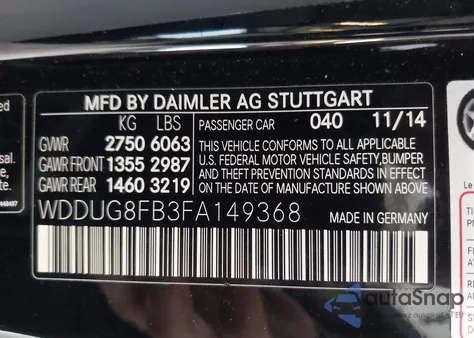 MFD BY DAIMLER AG STUTTGART
KG LBS PASSENGER CAR 040 11/14
GVWR 2750 6063
GAWR FRONT 1355 2987
GAWR REAR 1460 3219
THIS VEHICLE CONFORMS TO ALL APPLICABLE
U.S. FEDERAL MOTOR VEHICLE SAFETY,BUMPER
AND THEFT PREVENTION STANDARDS IN EFFECT
ON THE DATE OF MANUFACTURE SHOWN ABOVE.
WDDUG8FB3FA149368 MADE IN GERMANY
autaSnap